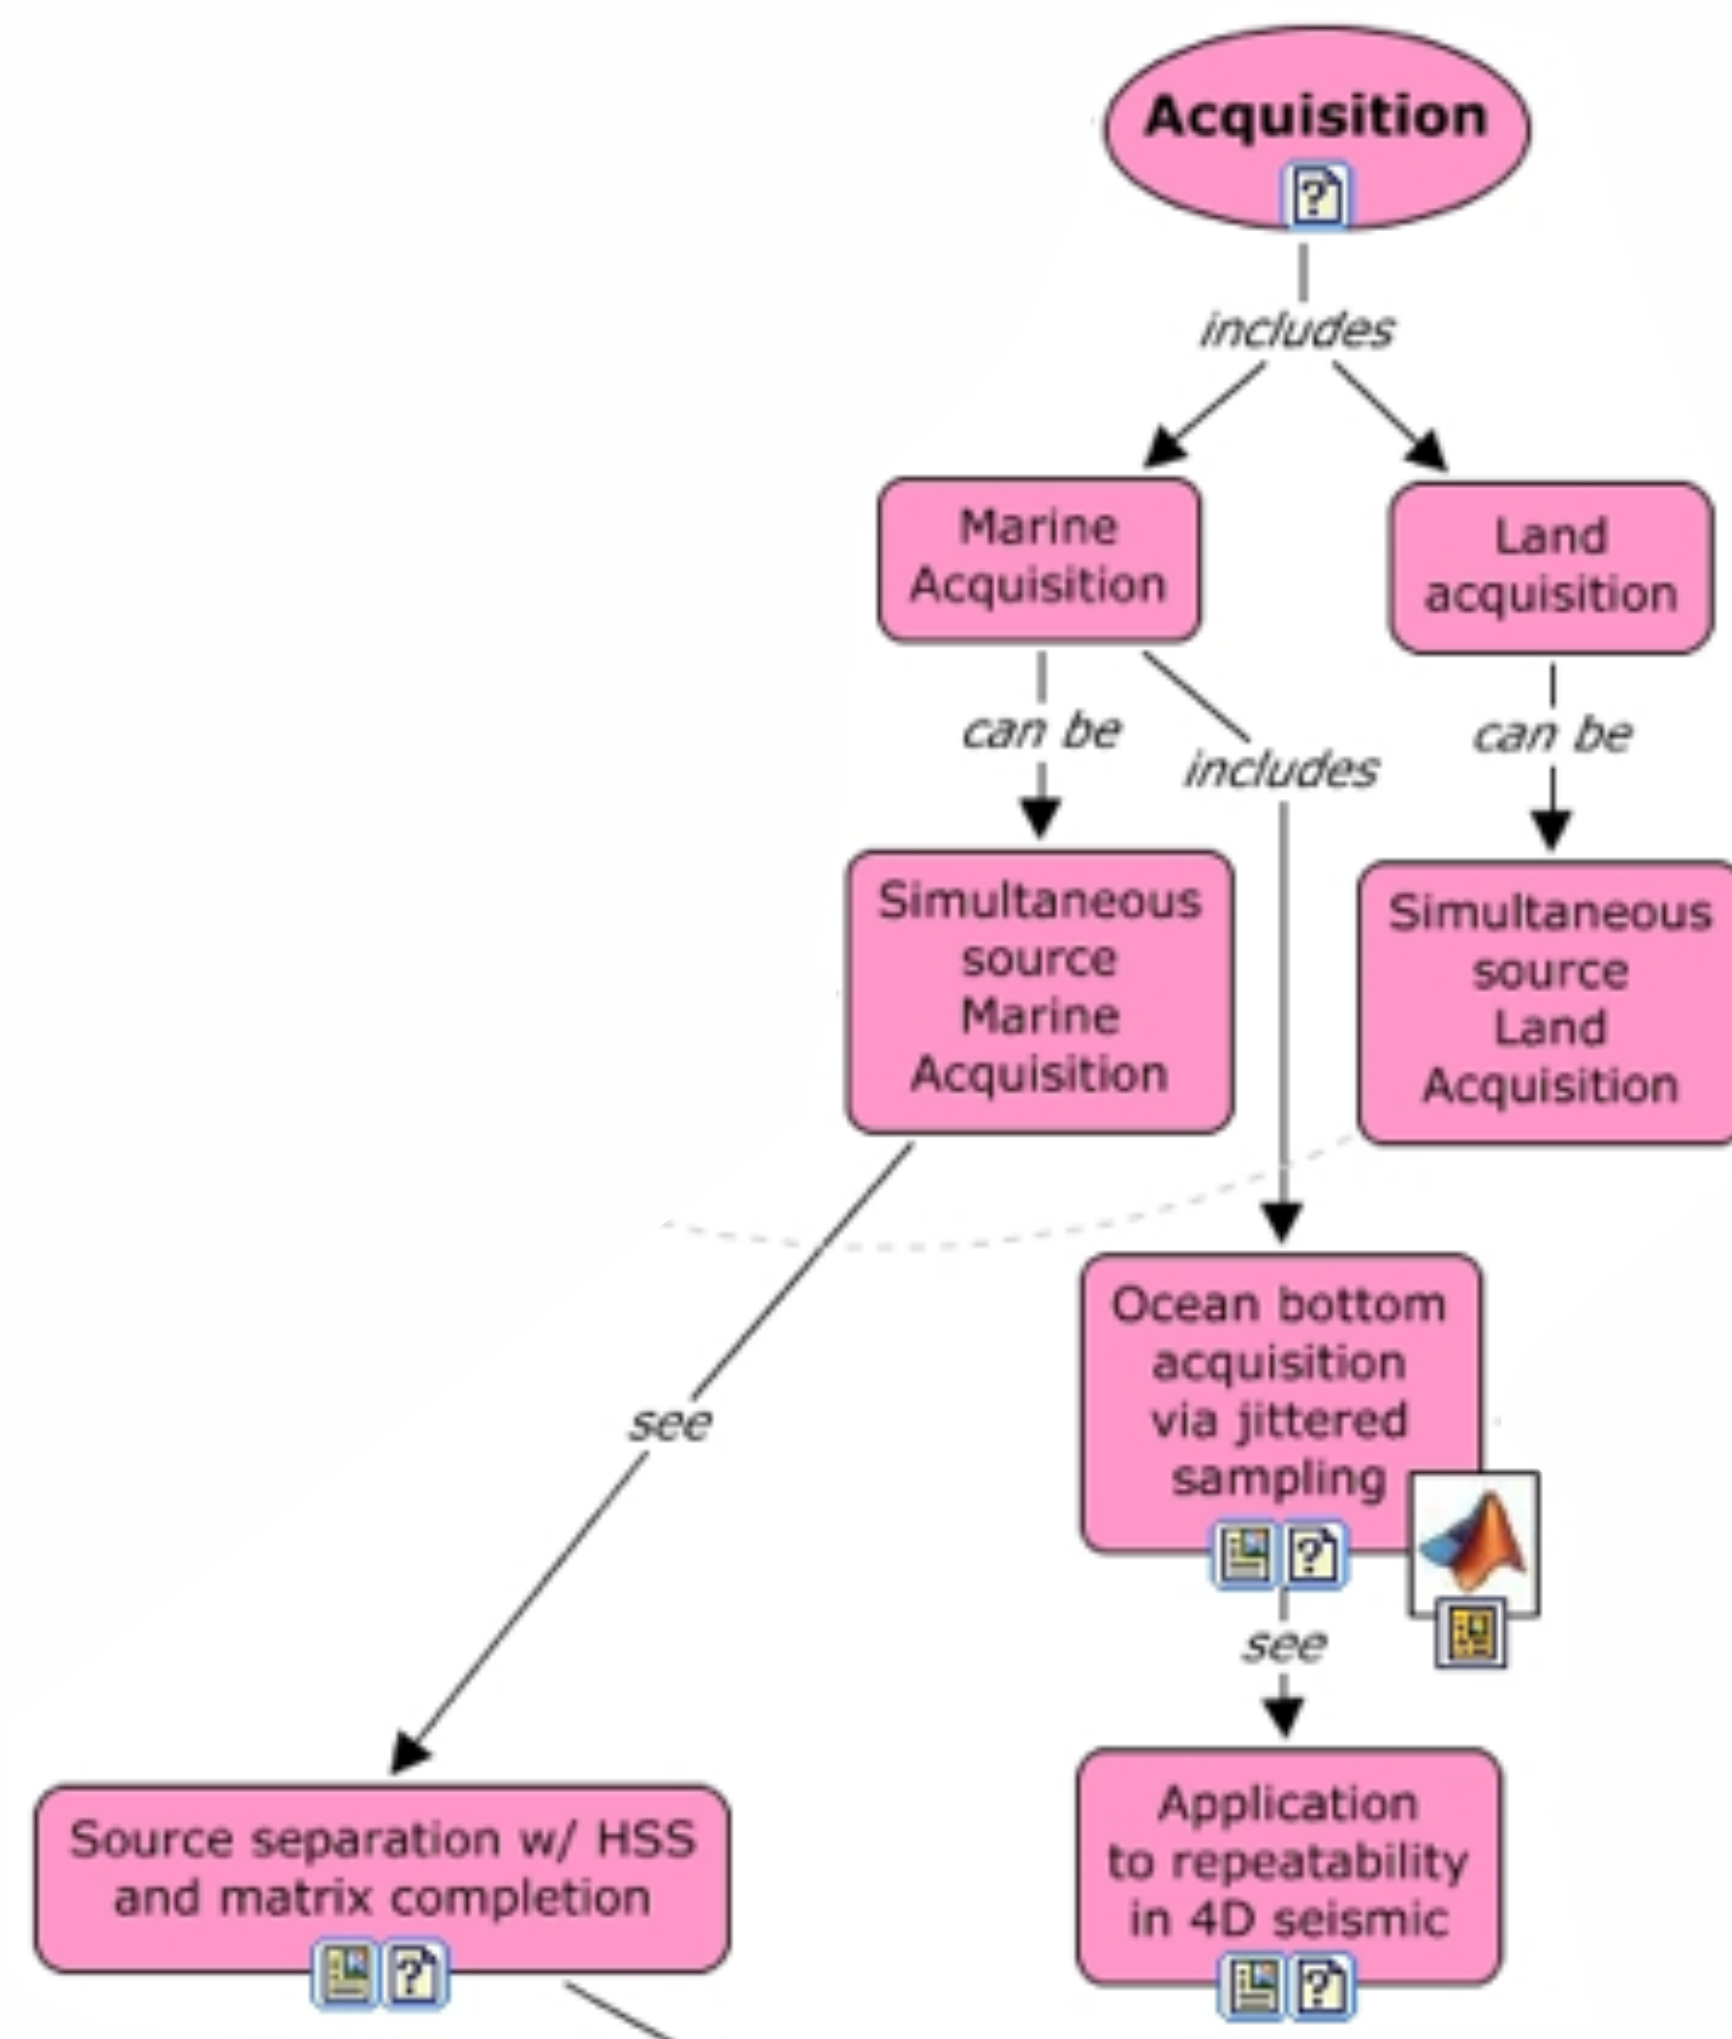 Acquisition
?
includes
Marine
Acquisition
Land
acquisition
can be
includes
can be
Simultaneous
source
Marine
Acquisition
Simultaneous
source
Land
Acquisition
Ocean bottom
acquisition
via jittered
sampling
?
see
see
Source separation w/ HSS
and matrix completion
?
Application
to repeatability
in 4D seismic
?